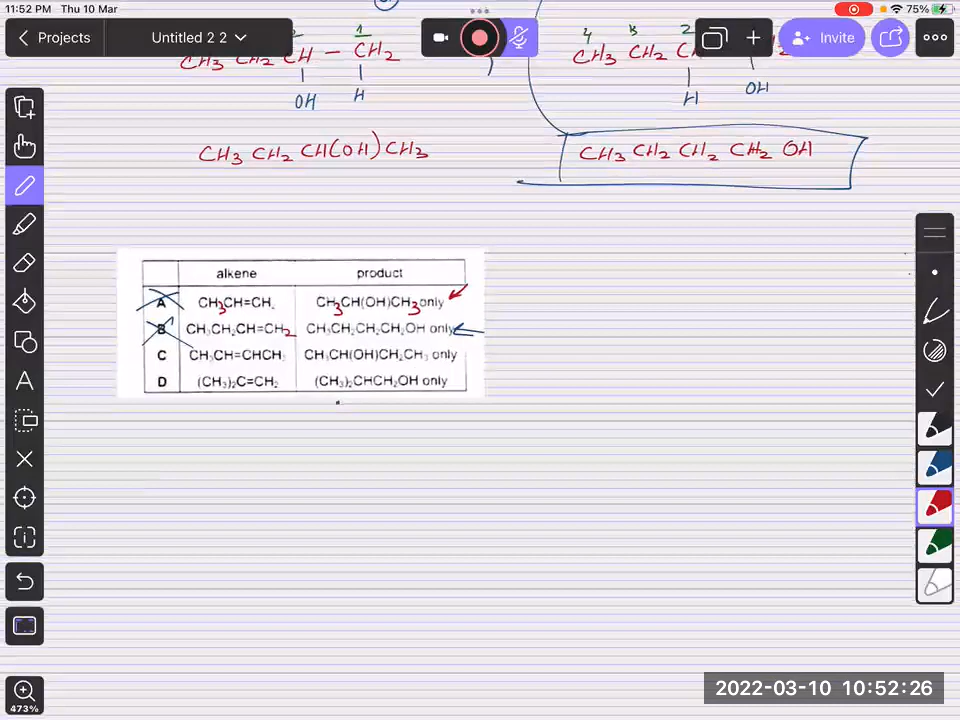 11:52 PM Thu 10 Mar 75%
Projects Untitled 2 2 Invite
1 4 3 2
CH3 CH2 CH — CH2 CH3 CH2
OH H H OH
CH3 CH2 CH(OH)CH3 CH3 CH2 CH2 CH2 OH
alkene product
A CH3CH=CH2 CH3CH(OH)CH3 only
B CH3CH2CH=CH2 CH3CH2CH2CH2OH only
C CH3CH=CHCH3 CH3CH(OH)CH2CH3 only
D (CH3)2C=CH2 (CH3)2CHCH2OH only
A
473%
2022-03-10 10:52:26